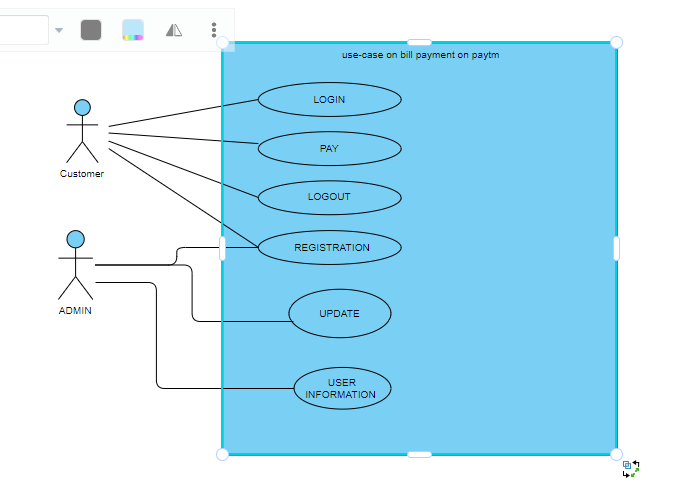 use-case on bill payment on paytm
LOGIN
PAY
Customer
LOGOUT
REGISTRATION
ADMIN
UPDATE
USER
INFORMATION